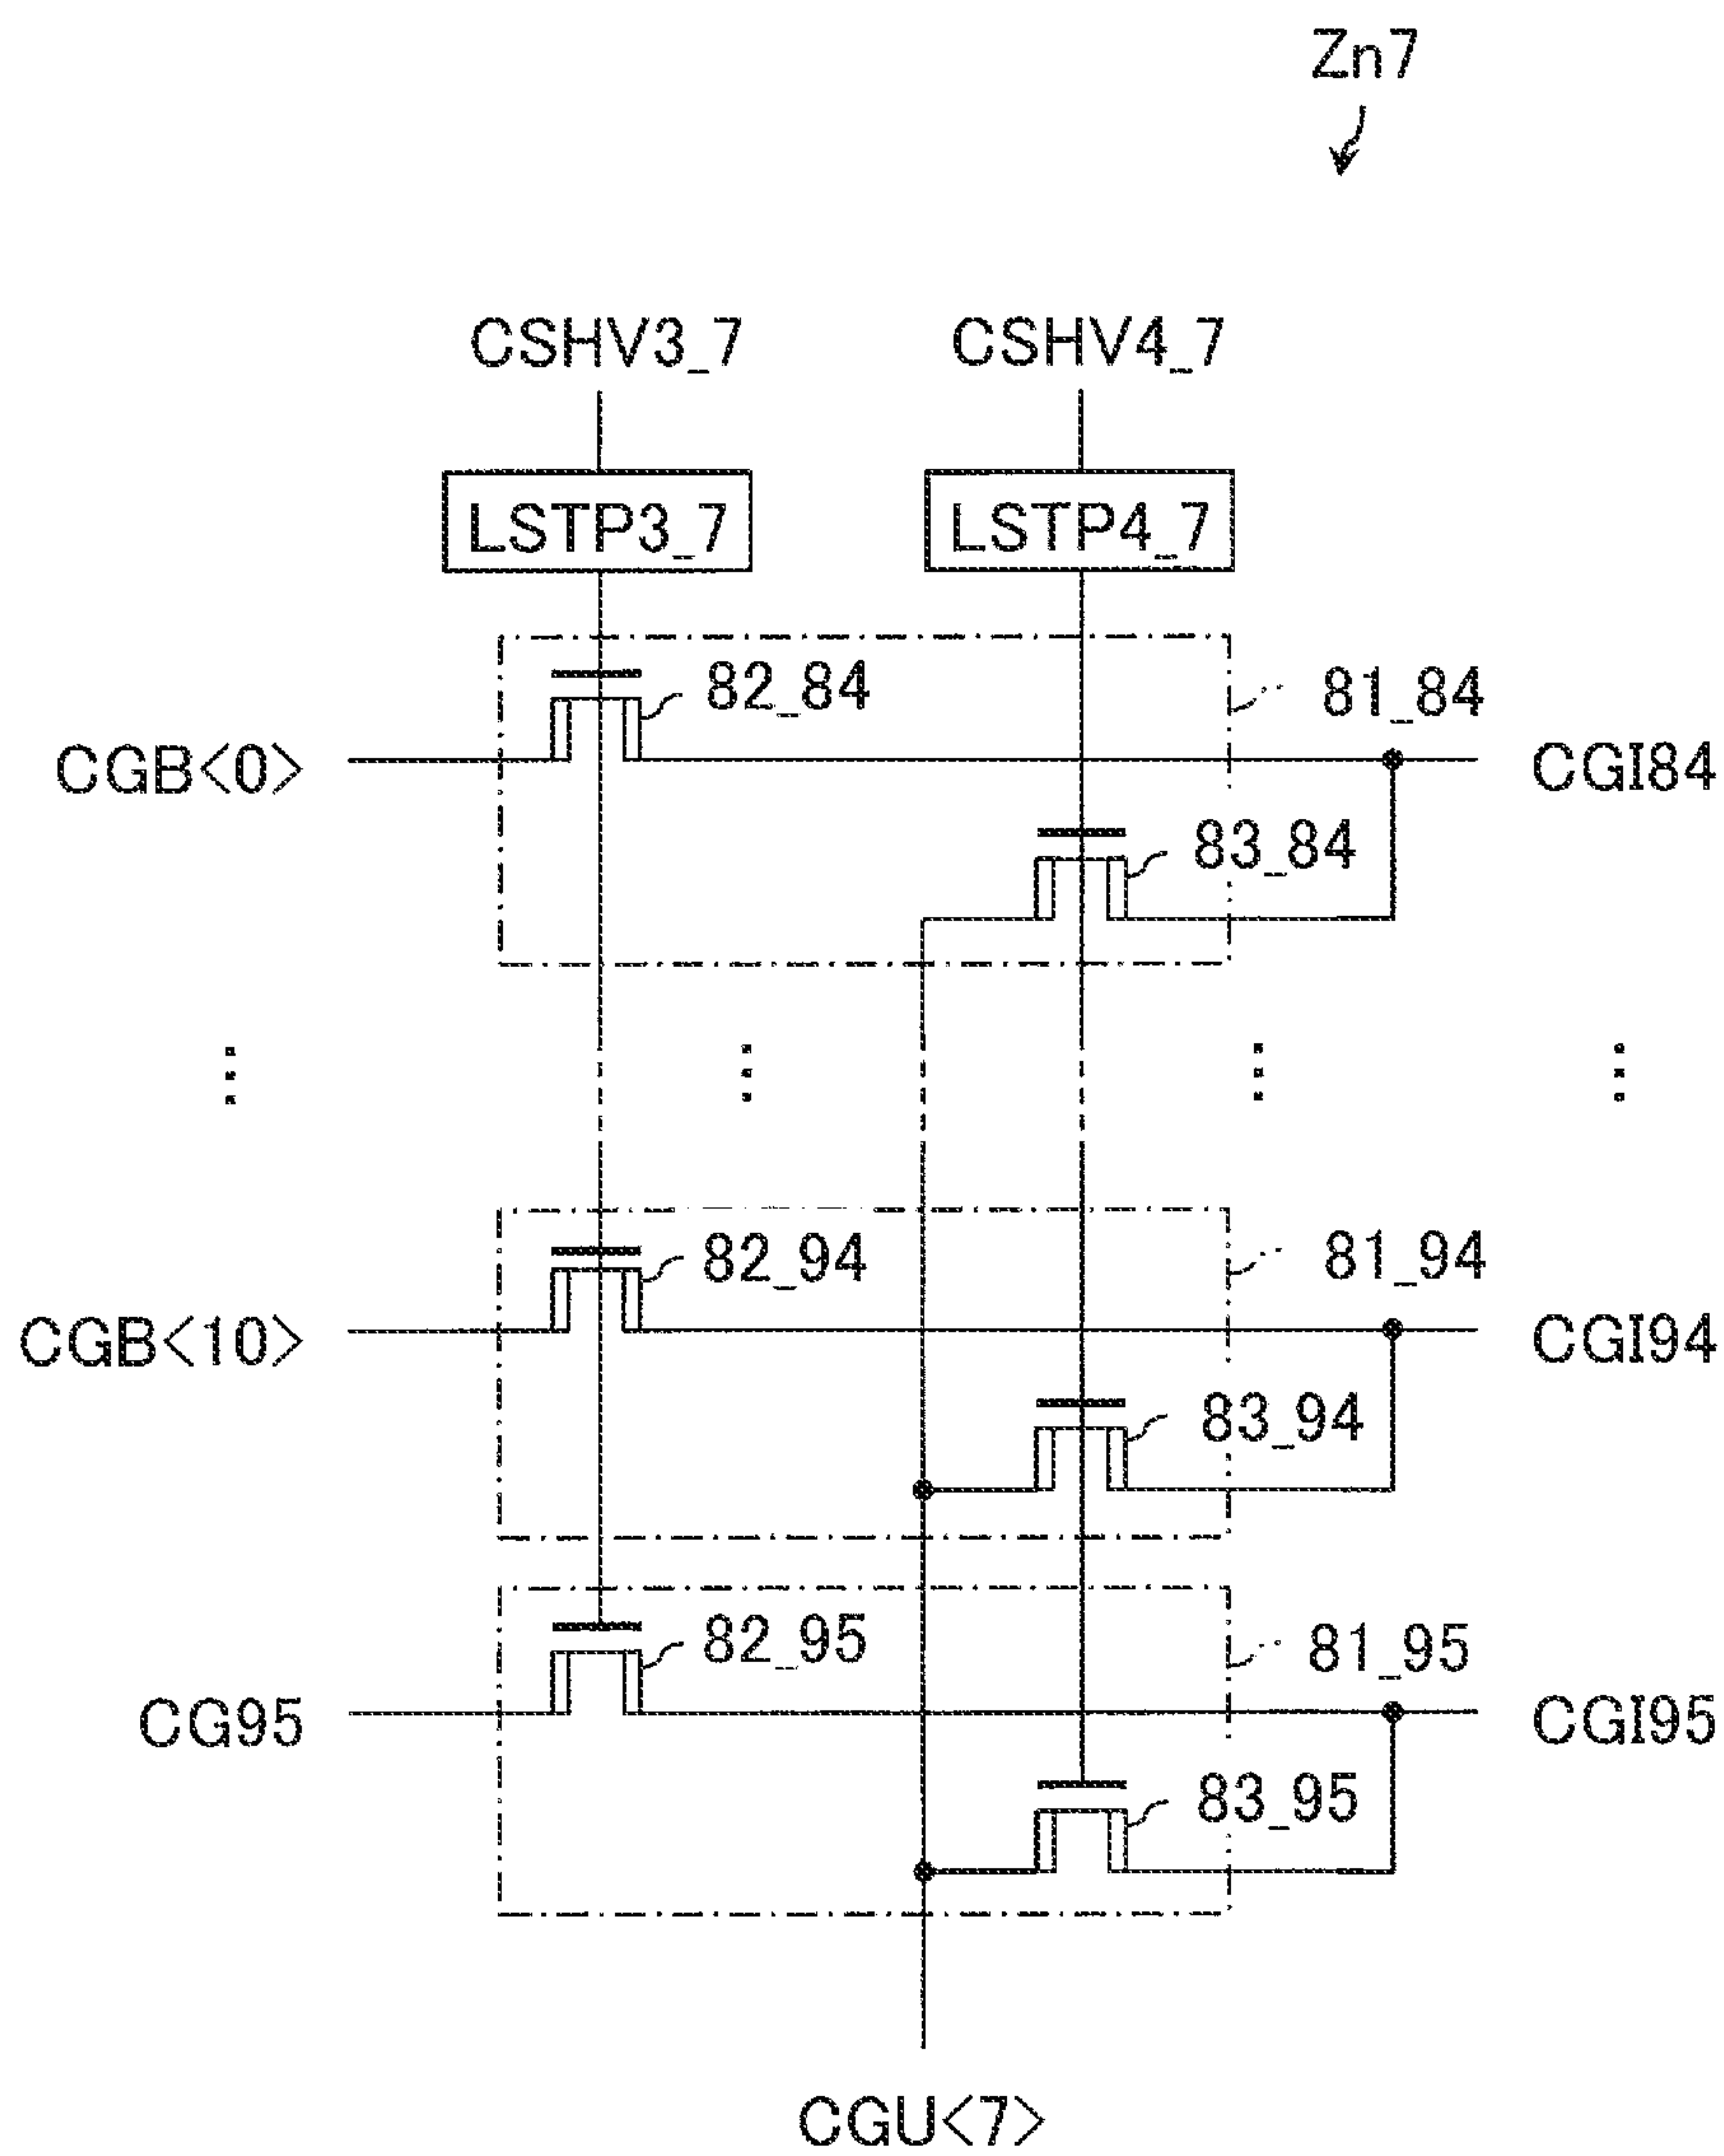 Zn7
CSHV3_7 CSHV4_7
LSTP3_7 LSTP4_7
82_84 81_84
CGB<0> CGI84
83_84
82_94 81_94
CGB<10> CGI94
83_94
82_95 81_95
CG95 CGI95
83_95
CGU<7>